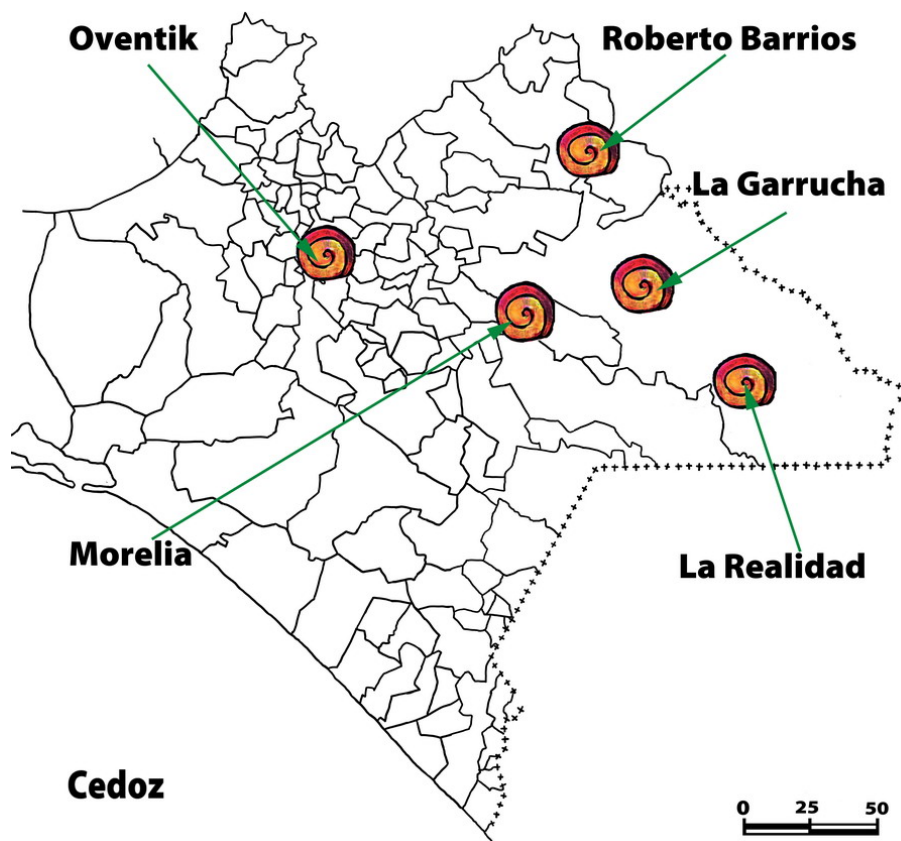 Oventik
Roberto Barrios
La Garrucha
Morelia
La Realidad
Cedoz
0 25 50